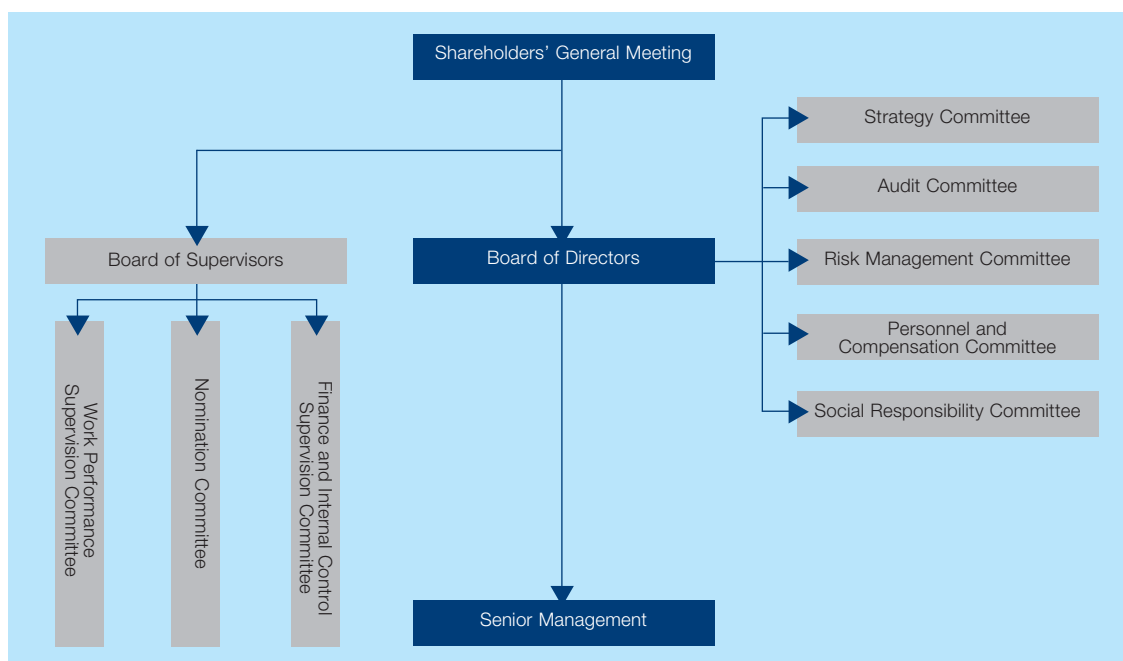 Shareholders’ General Meeting
Strategy Committee
Audit Committee
Board of Supervisors
Board of Directors
Risk Management Committee
Personnel and
Compensation Committee
Social Responsibility Committee
Work Performance
Supervision Committee
Nomination Committee
Finance and Internal Control
Supervision Committee
Senior Management